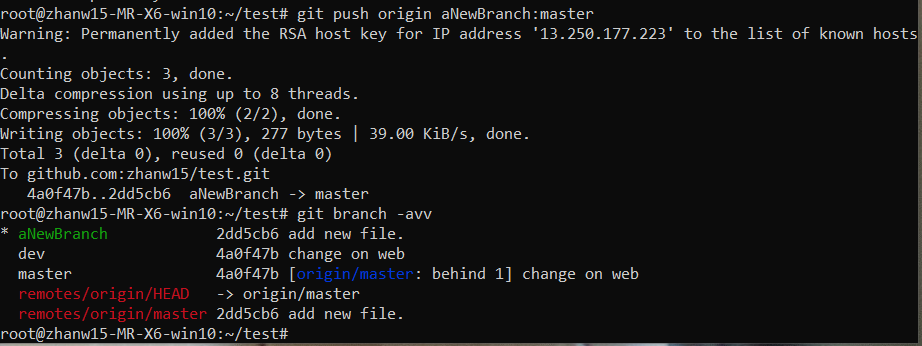 root@zhanw15-MR-X6-win10:~/test# git push origin aNewBranch:master
Warning: Permanently added the RSA host key for IP address '13.250.177.223' to the list of known hosts
.
Counting objects: 3, done.
Delta compression using up to 8 threads.
Compressing objects: 100% (2/2), done.
Writing objects: 100% (3/3), 277 bytes | 39.00 KiB/s, done.
Total 3 (delta 0), reused 0 (delta 0)
To github.com:zhanw15/test.git
   4a0f47b..2dd5cb6  aNewBranch -> master
root@zhanw15-MR-X6-win10:~/test# git branch -avv
* aNewBranch            2dd5cb6 add new file.
  dev                   4a0f47b change on web
  master                4a0f47b [origin/master: behind 1] change on web
  remotes/origin/HEAD   -> origin/master
  remotes/origin/master 2dd5cb6 add new file.
root@zhanw15-MR-X6-win10:~/test#